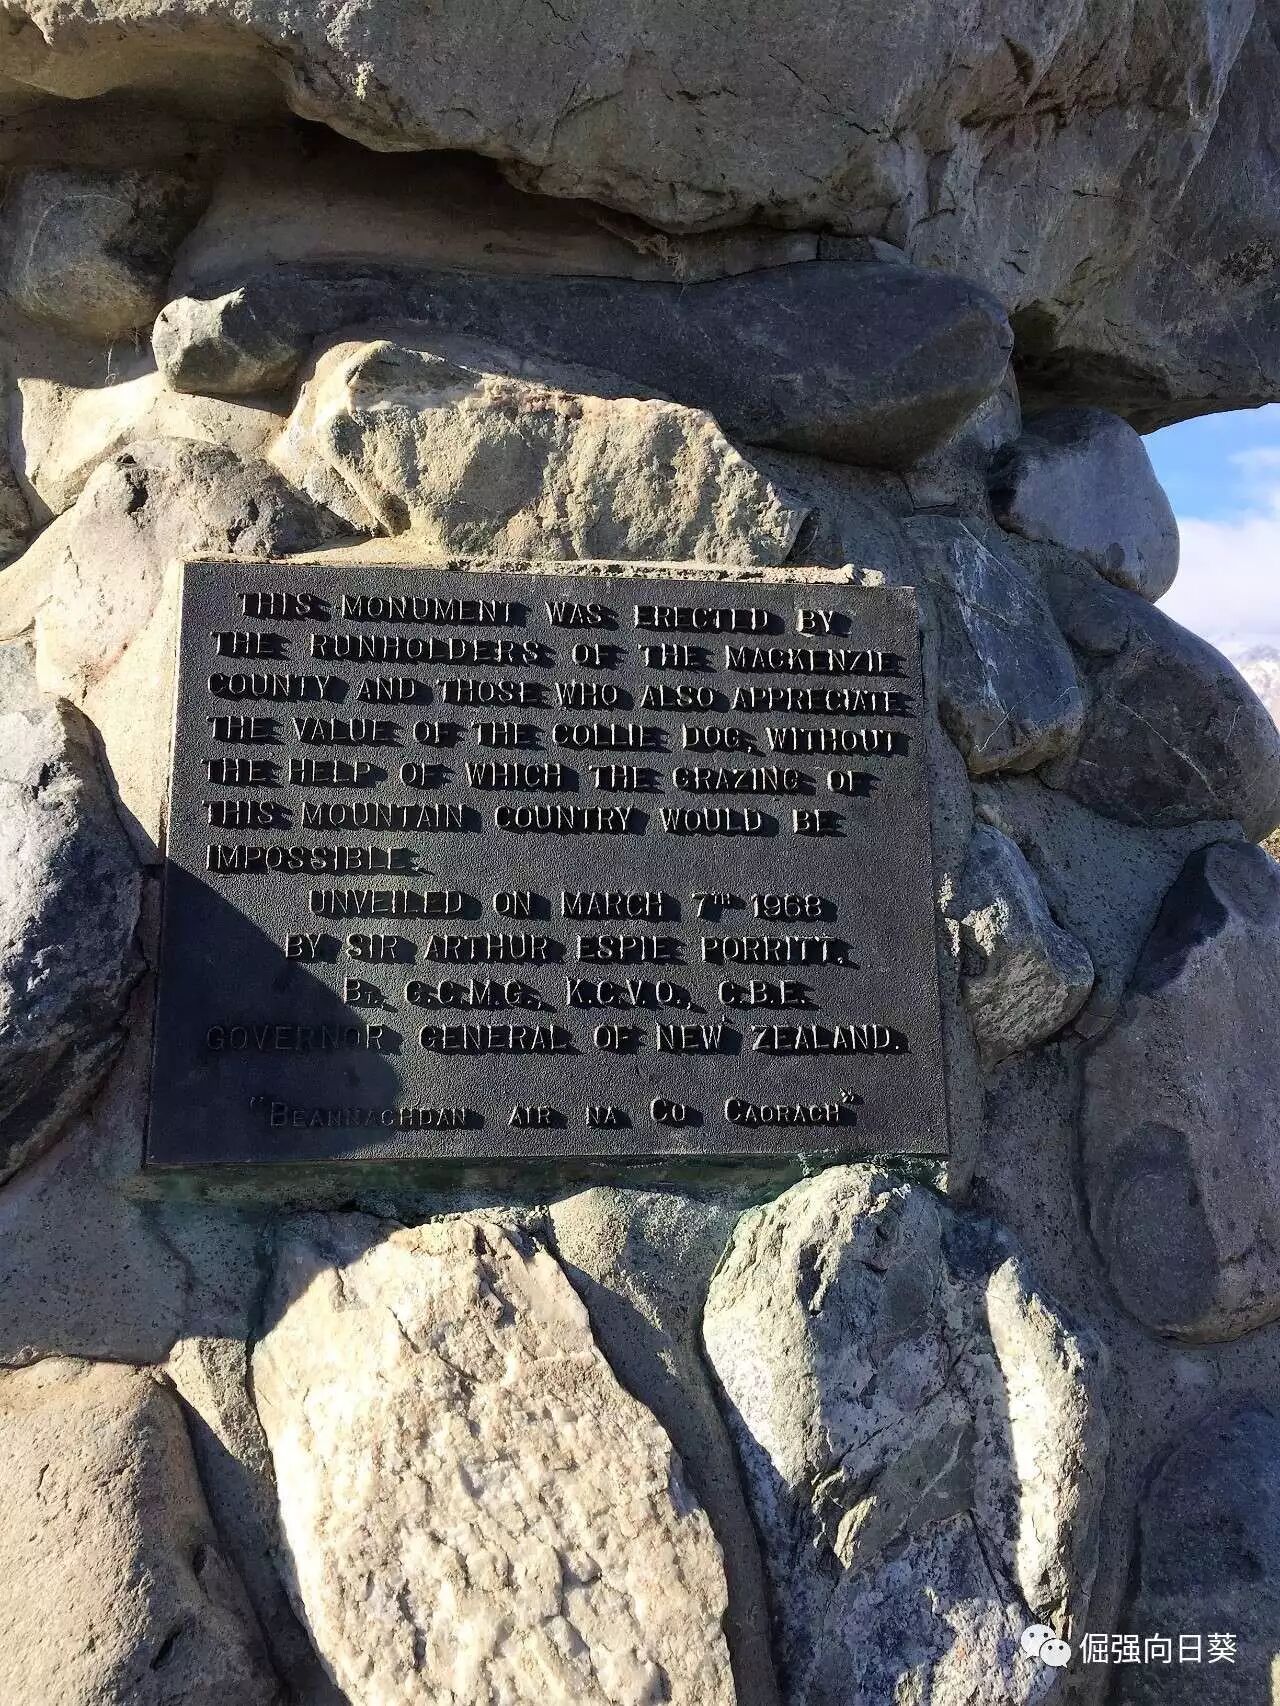 THIS MONUMENT WAS ERECTED BY
THE RUNHOLDERS OF THE MACKENZIE
COUNTY AND THOSE WHO ALSO APPRECIATE
THE VALUE OF THE COLLIE DOG, WITHOUT
THE HELP OF WHICH THE GRAZING OF
THIS MOUNTAIN COUNTRY WOULD BE
IMPOSSIBLE.
UNVEILED ON MARCH 7TH 1968
BY SIR ARTHUR ESPIE PORRITT.
BT., G.C.M.G., K.C.V.O., C.B.E.
GOVERNOR GENERAL OF NEW ZEALAND.
"BEANNACHDAN AIR NA CU CAORACH"
倔强向日葵